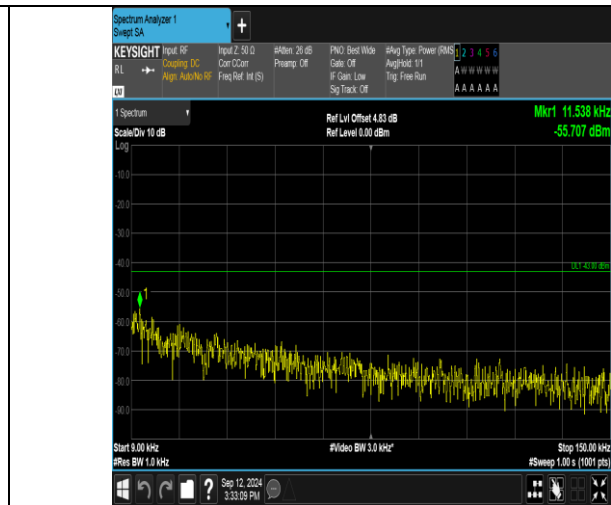 Spectrum Analyzer 1
Swept SA
+
KEYSIGHT Input: RF Input Z: 50 Ω #Atten: 26 dB PNO: Best Wide #Avg Type: Power (RMS 1 2 3 4 5 6
RL Coupling: DC Corr CCorr Preamp: Off Gate: Off Avg|Hold: 1/1 A W W W W W
Align: Auto/No RF Freq Ref: Int (S) IF Gain: Low Trig: Free Run
LXI Sig Track: Off A A A A A A
1 Spectrum Ref Lvl Offset 4.83 dB Mkr1 11.538 kHz
Scale/Div 10 dB Ref Level 0.00 dBm -55.707 dBm
Log
-10.0
-20.0
-30.0
-40.0
DL1 -43.00 dBm
-50.0
1
-60.0
-70.0
-80.0
-90.0
Start 9.00 kHz #Video BW 3.0 kHz* Stop 150.00 kHz
#Res BW 1.0 kHz #Sweep 1.00 s (1001 pts)
? Sep 12, 2024
3:33:09 PM